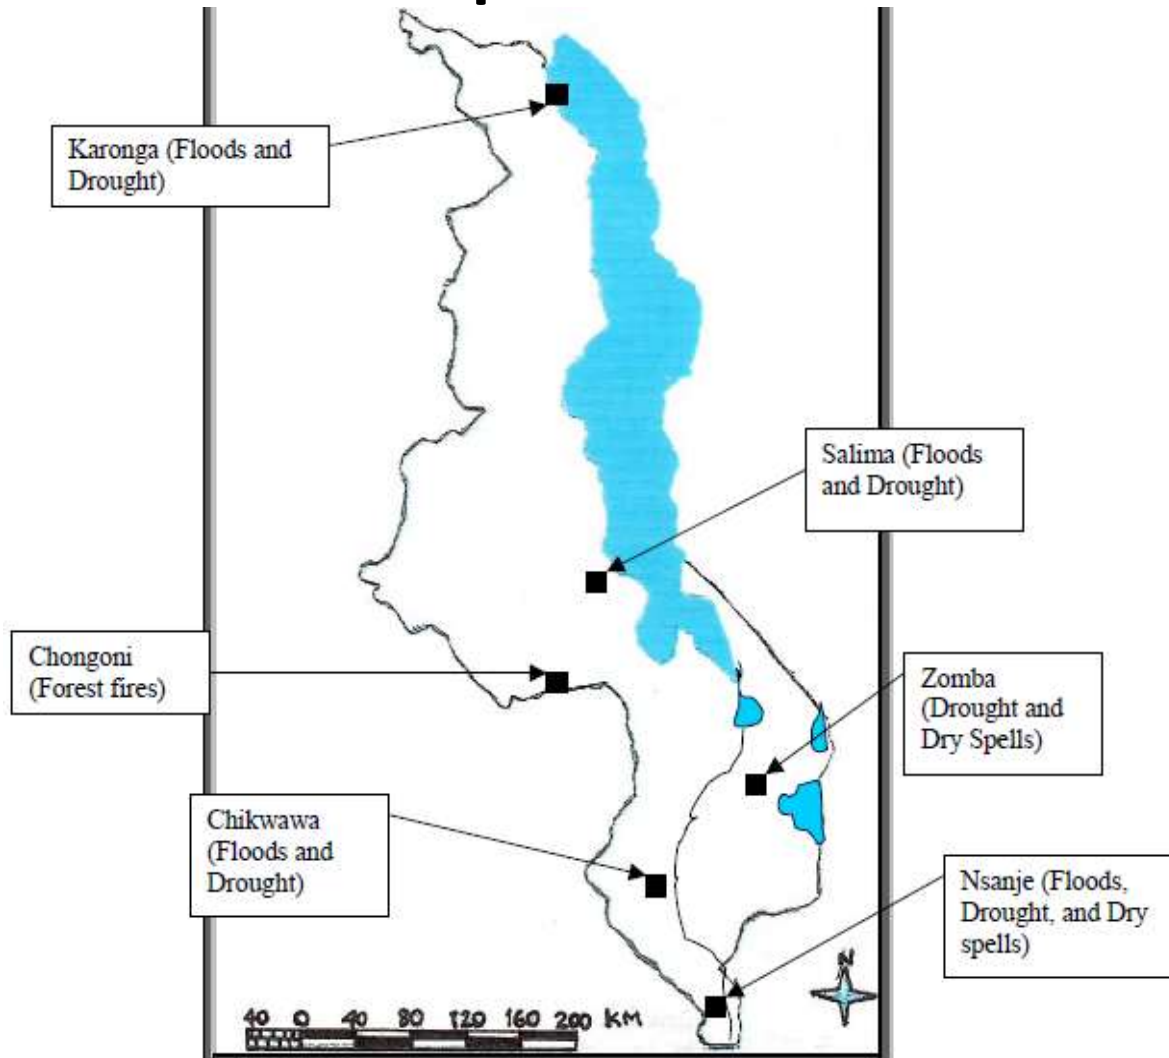 Karonga (Floods and
Drought)
Salima (Floods
and Drought)
Chongoni
(Forest fires)
Zomba
(Drought and
Dry Spells)
Chikwawa
(Floods and
Drought)
Nsanje (Floods,
Drought, and Dry
spells)
N
40 0 40 80 120 160 200 KM